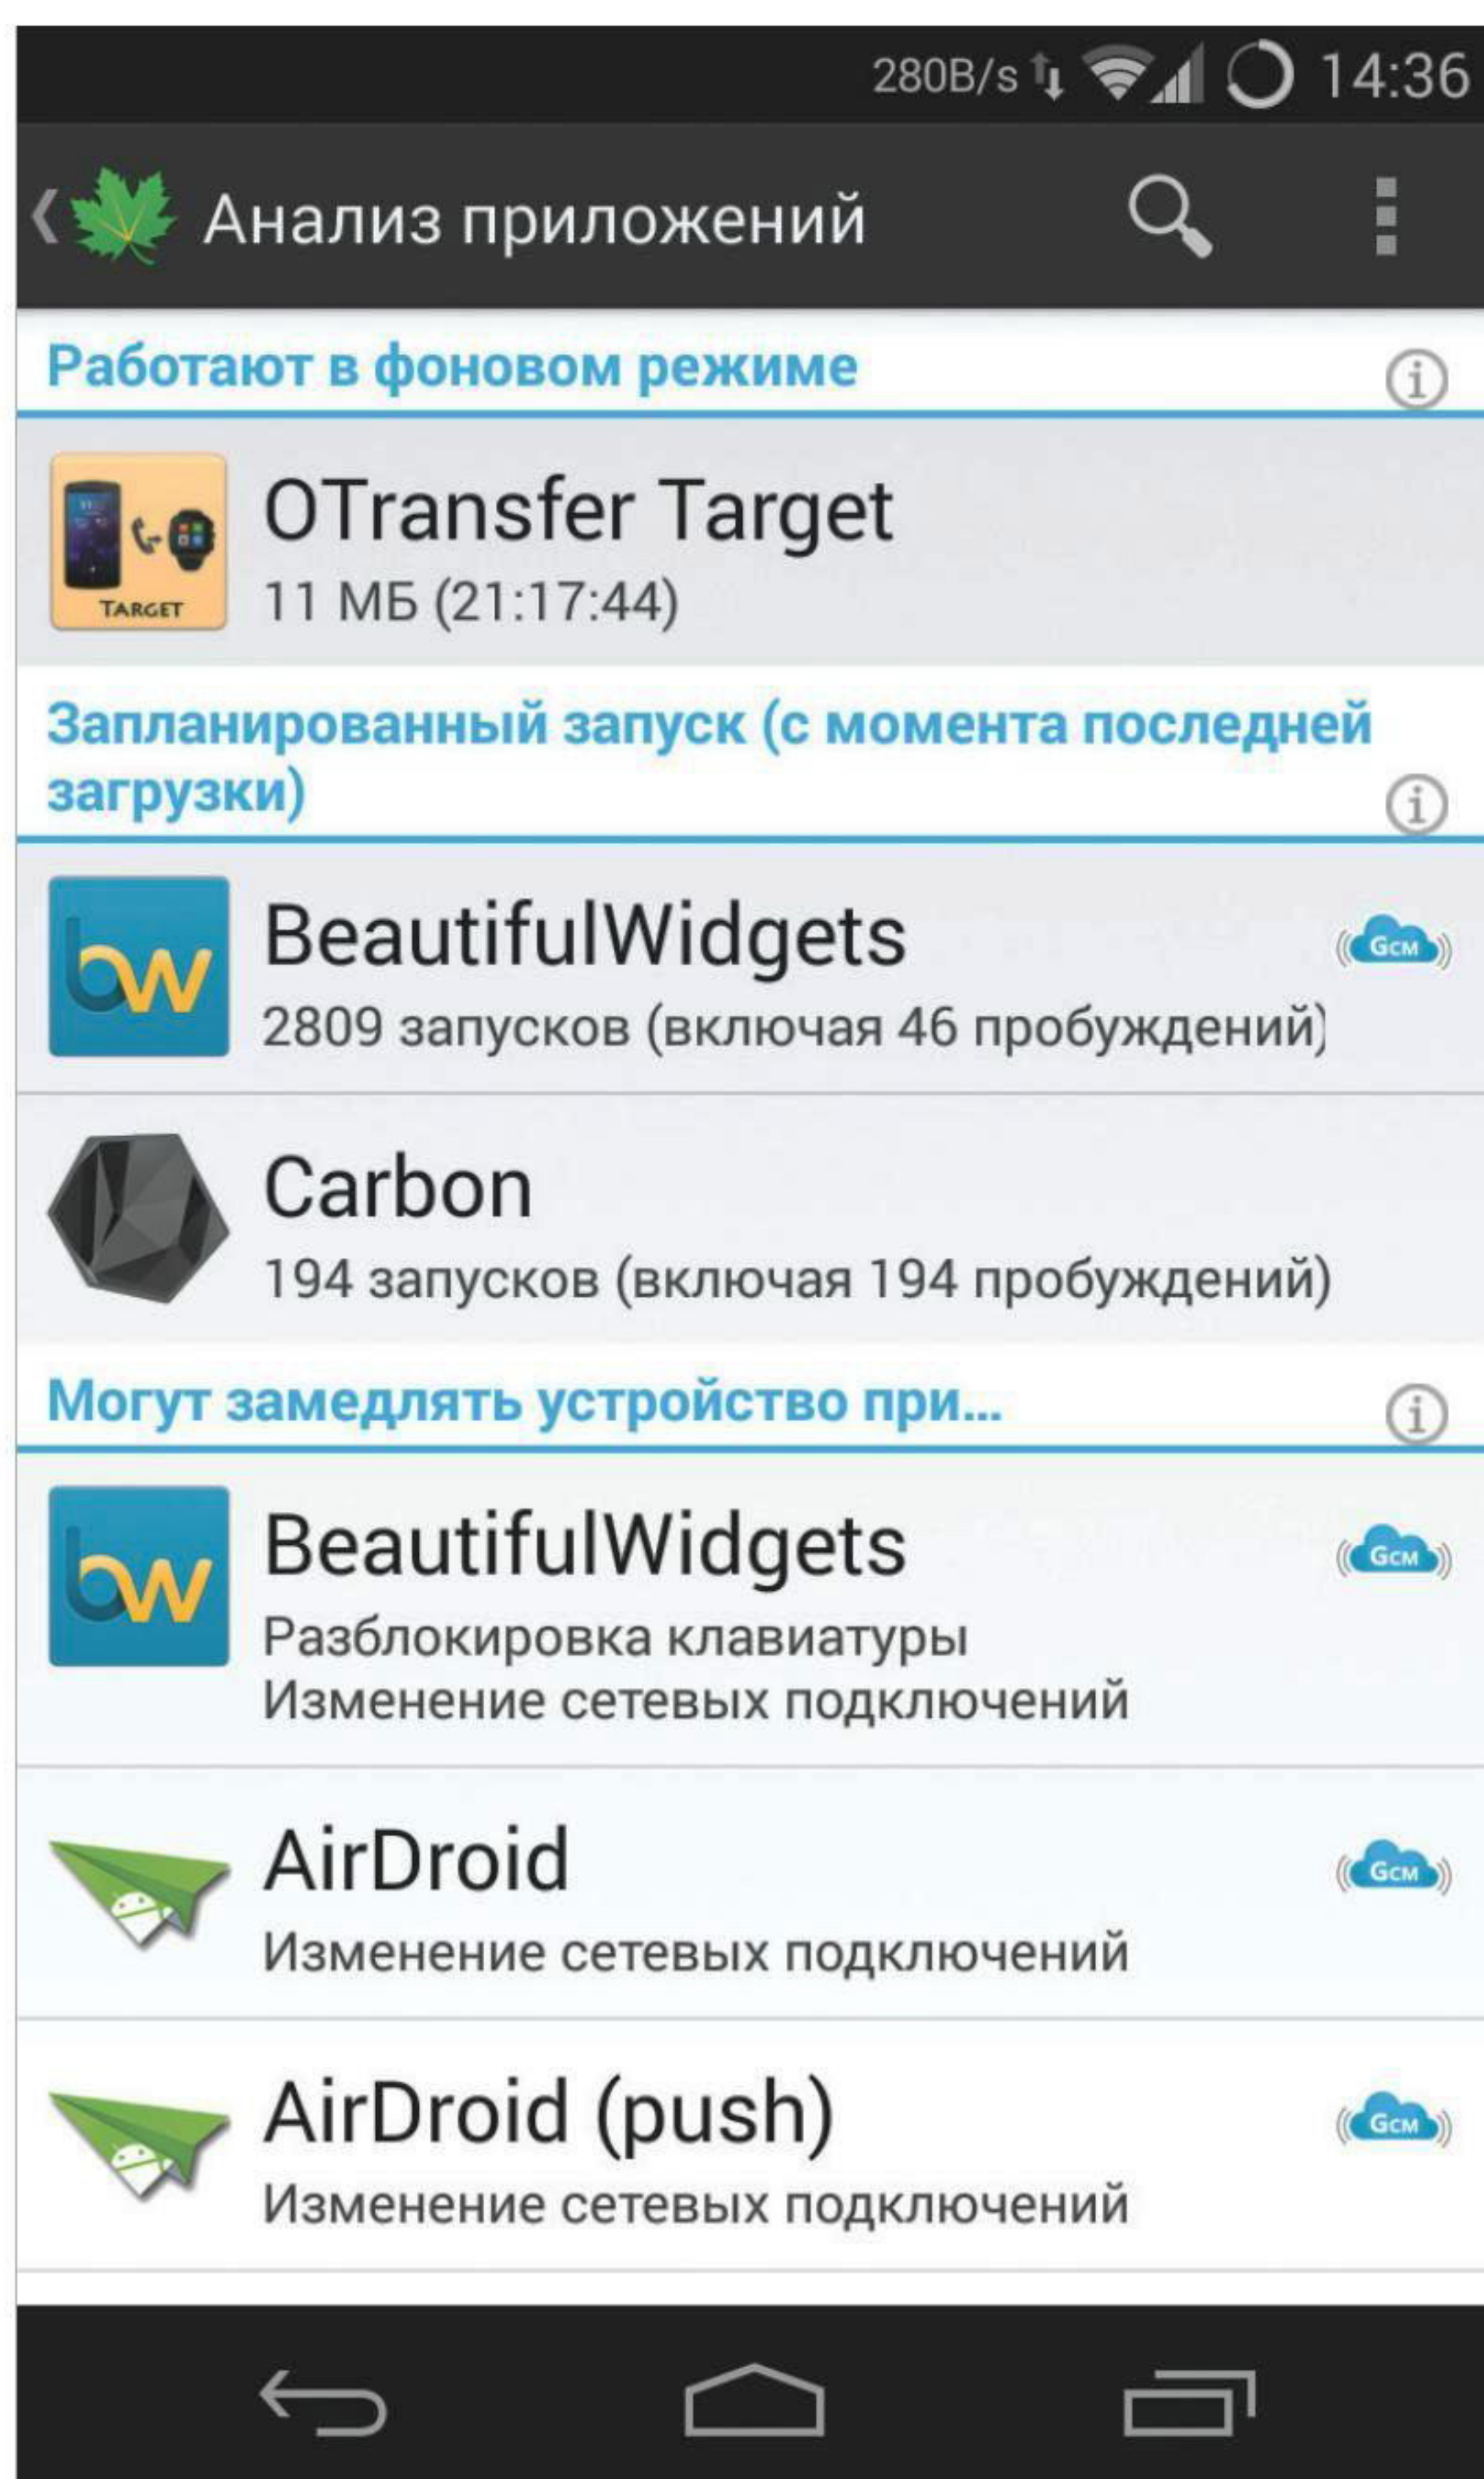 280B/s 14:36
Анализ приложений
Работают в фоновом режиме
TARGET
OTransfer Target
11 МБ (21:17:44)
Запланированный запуск (с момента последней
загрузки)
bw
BeautifulWidgets
GCM
2809 запусков (включая 46 пробуждений)
Carbon
194 запусков (включая 194 пробуждений)
Могут замедлять устройство при...
bw
BeautifulWidgets
GCM
Разблокировка клавиатуры
Изменение сетевых подключений
AirDroid
GCM
Изменение сетевых подключений
AirDroid (push)
GCM
Изменение сетевых подключений